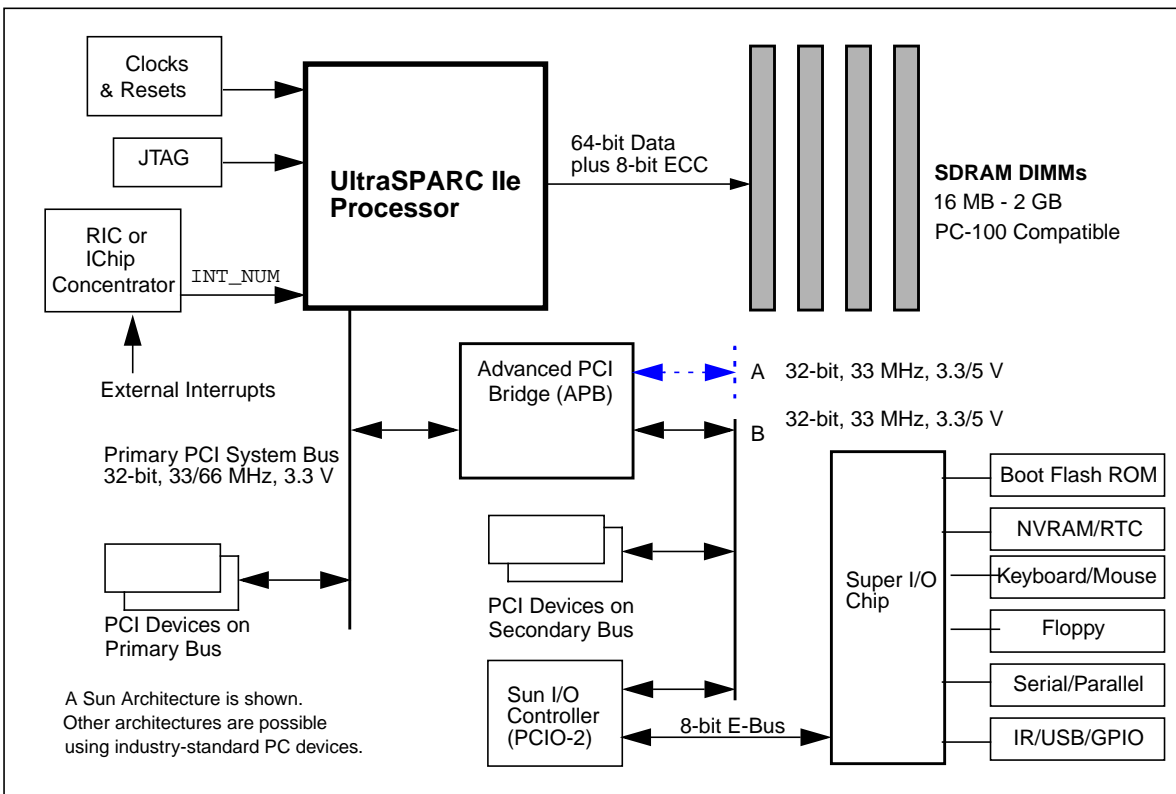 Clocks
& Resets
JTAG
RIC or
IChip
Concentrator
INT_NUM
External Interrupts
UltraSPARC IIe
Processor
64-bit Data
plus 8-bit ECC
SDRAM DIMMs
16 MB - 2 GB
PC-100 Compatible
Advanced PCI
Bridge (APB)
A 32-bit, 33 MHz, 3.3/5 V
B 32-bit, 33 MHz, 3.3/5 V
Primary PCI System Bus
32-bit, 33/66 MHz, 3.3 V
PCI Devices on
Primary Bus
PCI Devices on
Secondary Bus
Super I/O
Chip
Boot Flash ROM
NVRAM/RTC
Keyboard/Mouse
Floppy
Serial/Parallel
IR/USB/GPIO
Sun I/O
Controller
(PCIO-2)
8-bit E-Bus
A Sun Architecture is shown.
Other architectures are possible
using industry-standard PC devices.